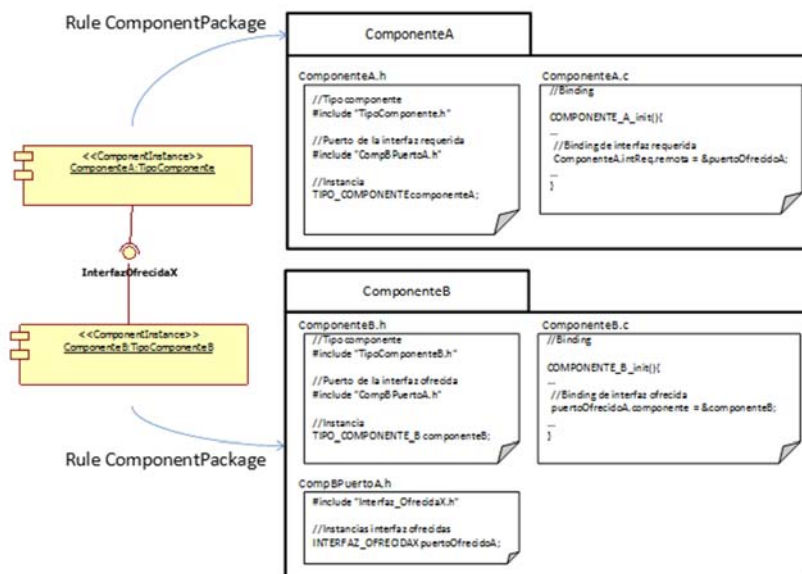 Rule ComponentPackage
ComponenteA
ComponenteA.h
//Tipo componente
#include "TipoComponente.h"
//Puerto de la interfaz requerida
#include "CompBPuertoA.h"
//Instancia
TIPO_COMPONENTE componenteA;
ComponenteA.c
//Binding
COMPONENTE_A_init(){
...
//Binding de interfaz requerida
ComponenteA.intReq.remota = &puertoOfrecidoA;
...
}
<<ComponentInstance>>
ComponenteA:TipoComponente
InterfazOfrecidaX
<<ComponentInstance>>
ComponenteB:TipoComponenteB
Rule ComponentPackage
ComponenteB
ComponenteB.h
//Tipo componente
#include "TipoComponenteB.h"
//Puerto de la interfaz ofrecida
#include "CompBPuertoA.h"
//Instancia
TIPO_COMPONENTE_B componenteB;
ComponenteB.c
//Binding
COMPONENTE_B_init(){
...
//Binding de interfaz ofrecida
puertoOfrecidoA.componente = &componenteB;
...
}
CompBPuertoA.h
#include "Interfaz_OfrecidaX.h"
//Instancias interfaz ofrecidas
INTERFAZ_OFRECIDAX puertoOfrecidoA;